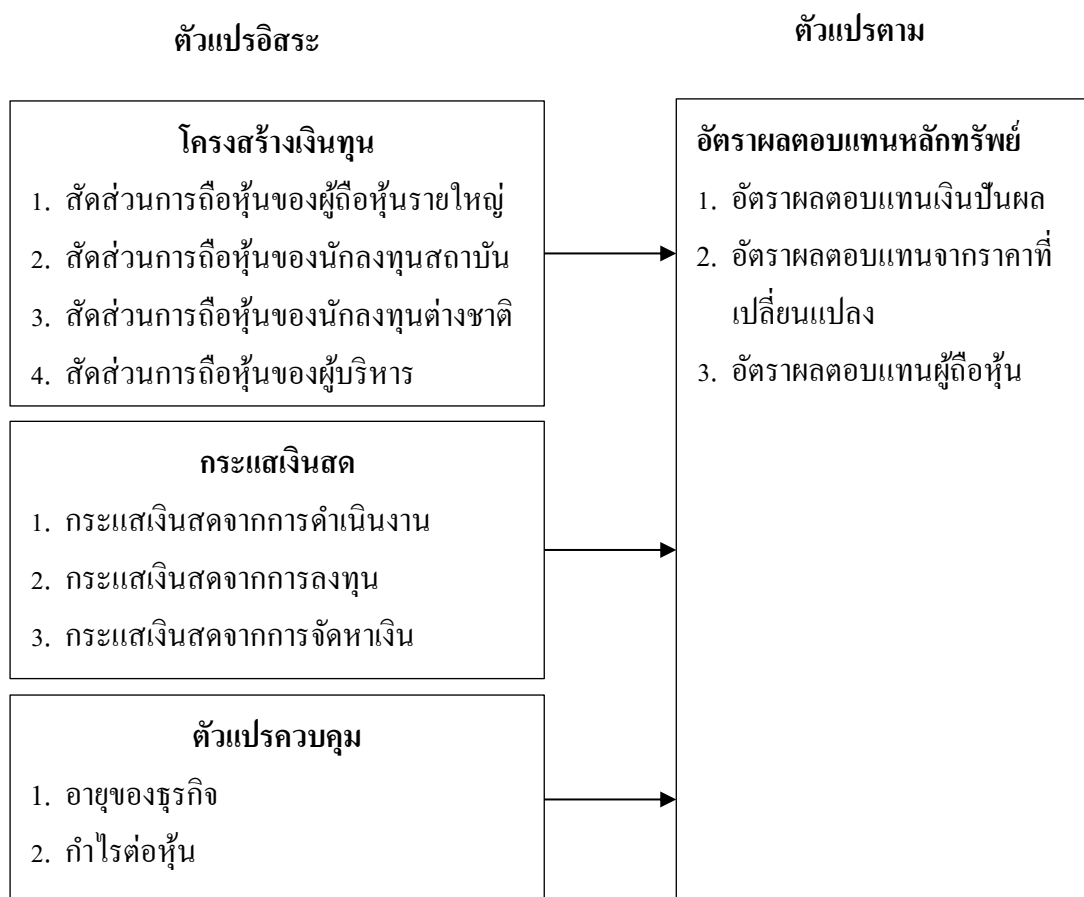 ตัวแปรอิสระ
ตัวแปรตาม
โครงสร้างเงินทุน
1. สัดส่วนการถือหุ้นของผู้ถือหุ้นรายใหญ่
2. สัดส่วนการถือหุ้นของนักลงทุนสถาบัน
3. สัดส่วนการถือหุ้นของนักลงทุนต่างชาติ
4. สัดส่วนการถือหุ้นของผู้บริหาร
กระแสเงินสด
1. กระแสเงินสดจากการดำเนินงาน
2. กระแสเงินสดจากการลงทุน
3. กระแสเงินสดจากการจัดหาเงิน
ตัวแปรควบคุม
1. อายุของธุรกิจ
2. กำไรต่อหุ้น
อัตราผลตอบแทนหลักทรัพย์
1. อัตราผลตอบแทนเงินปันผล
2. อัตราผลตอบแทนจากราคาที่
เปลี่ยนแปลง
3. อัตราผลตอบแทนผู้ถือหุ้น